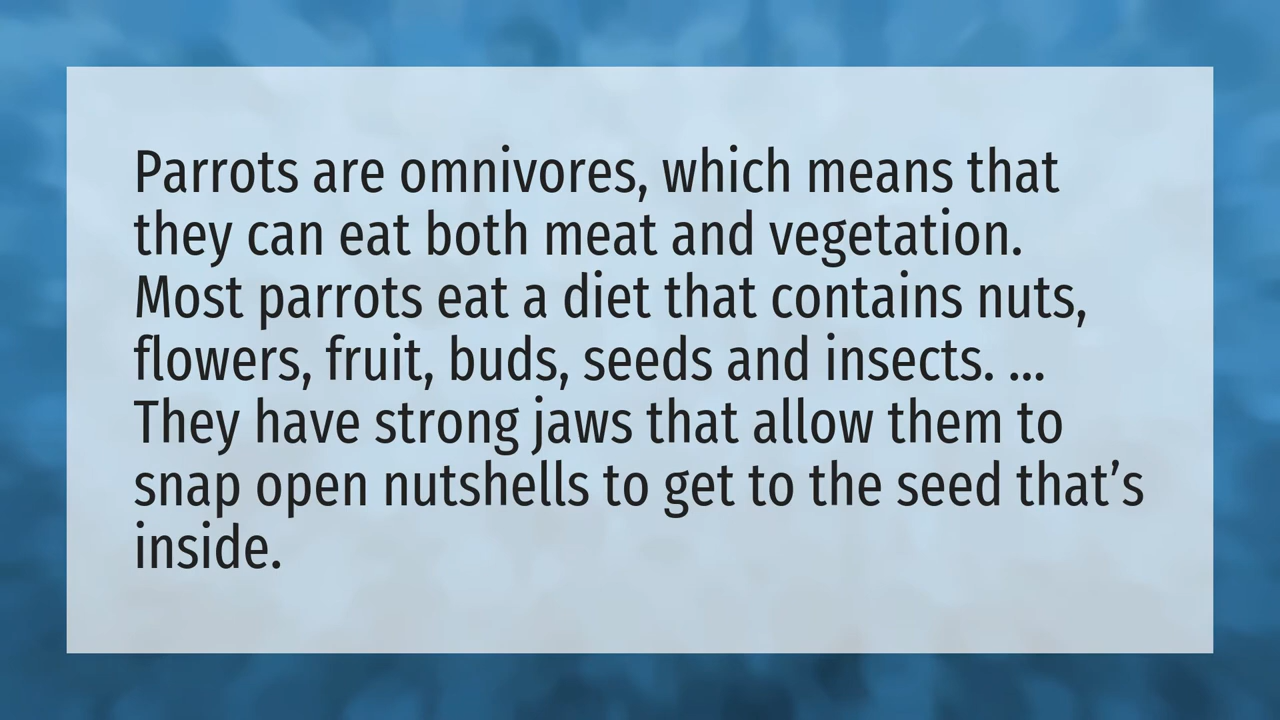 Parrots are omnivores, which means that
they can eat both meat and vegetation.
Most parrots eat a diet that contains nuts,
flowers, fruit, buds, seeds and insects. ...
They have strong jaws that allow them to
snap open nutshells to get to the seed that’s
inside.